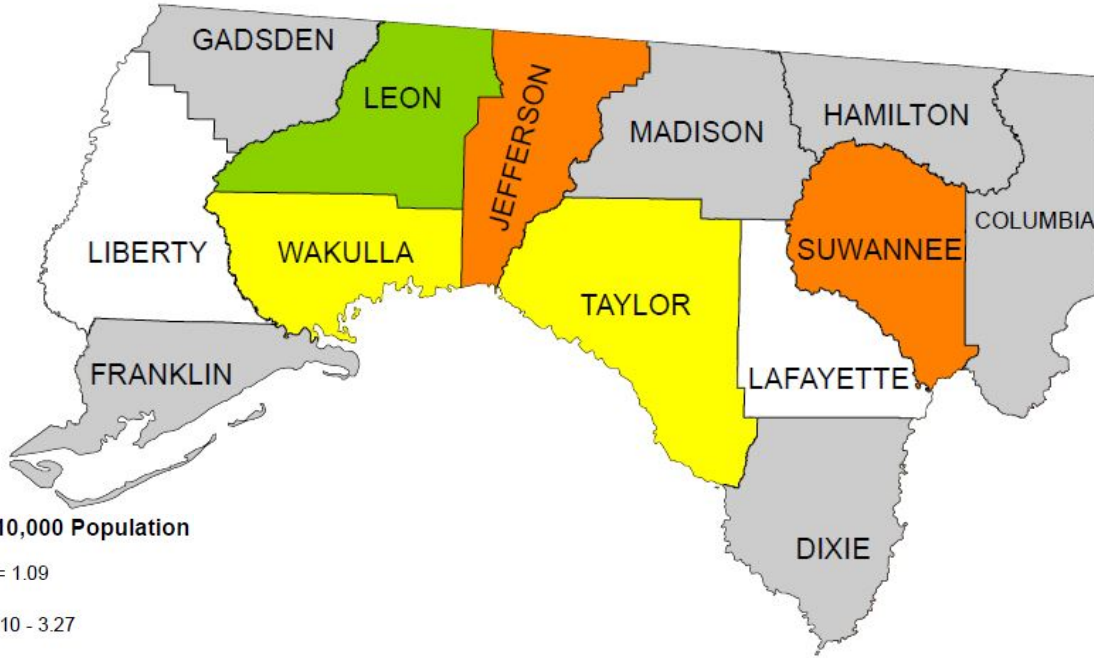 GADSDEN
LEON
JEFFERSON
MADISON
HAMILTON
COLUMBIA
LIBERTY
WAKULLA
SUWANNEE
TAYLOR
FRANKLIN
LAFAYETTE
DIXIE
10,000 Population
= 1.09
10 - 3.27